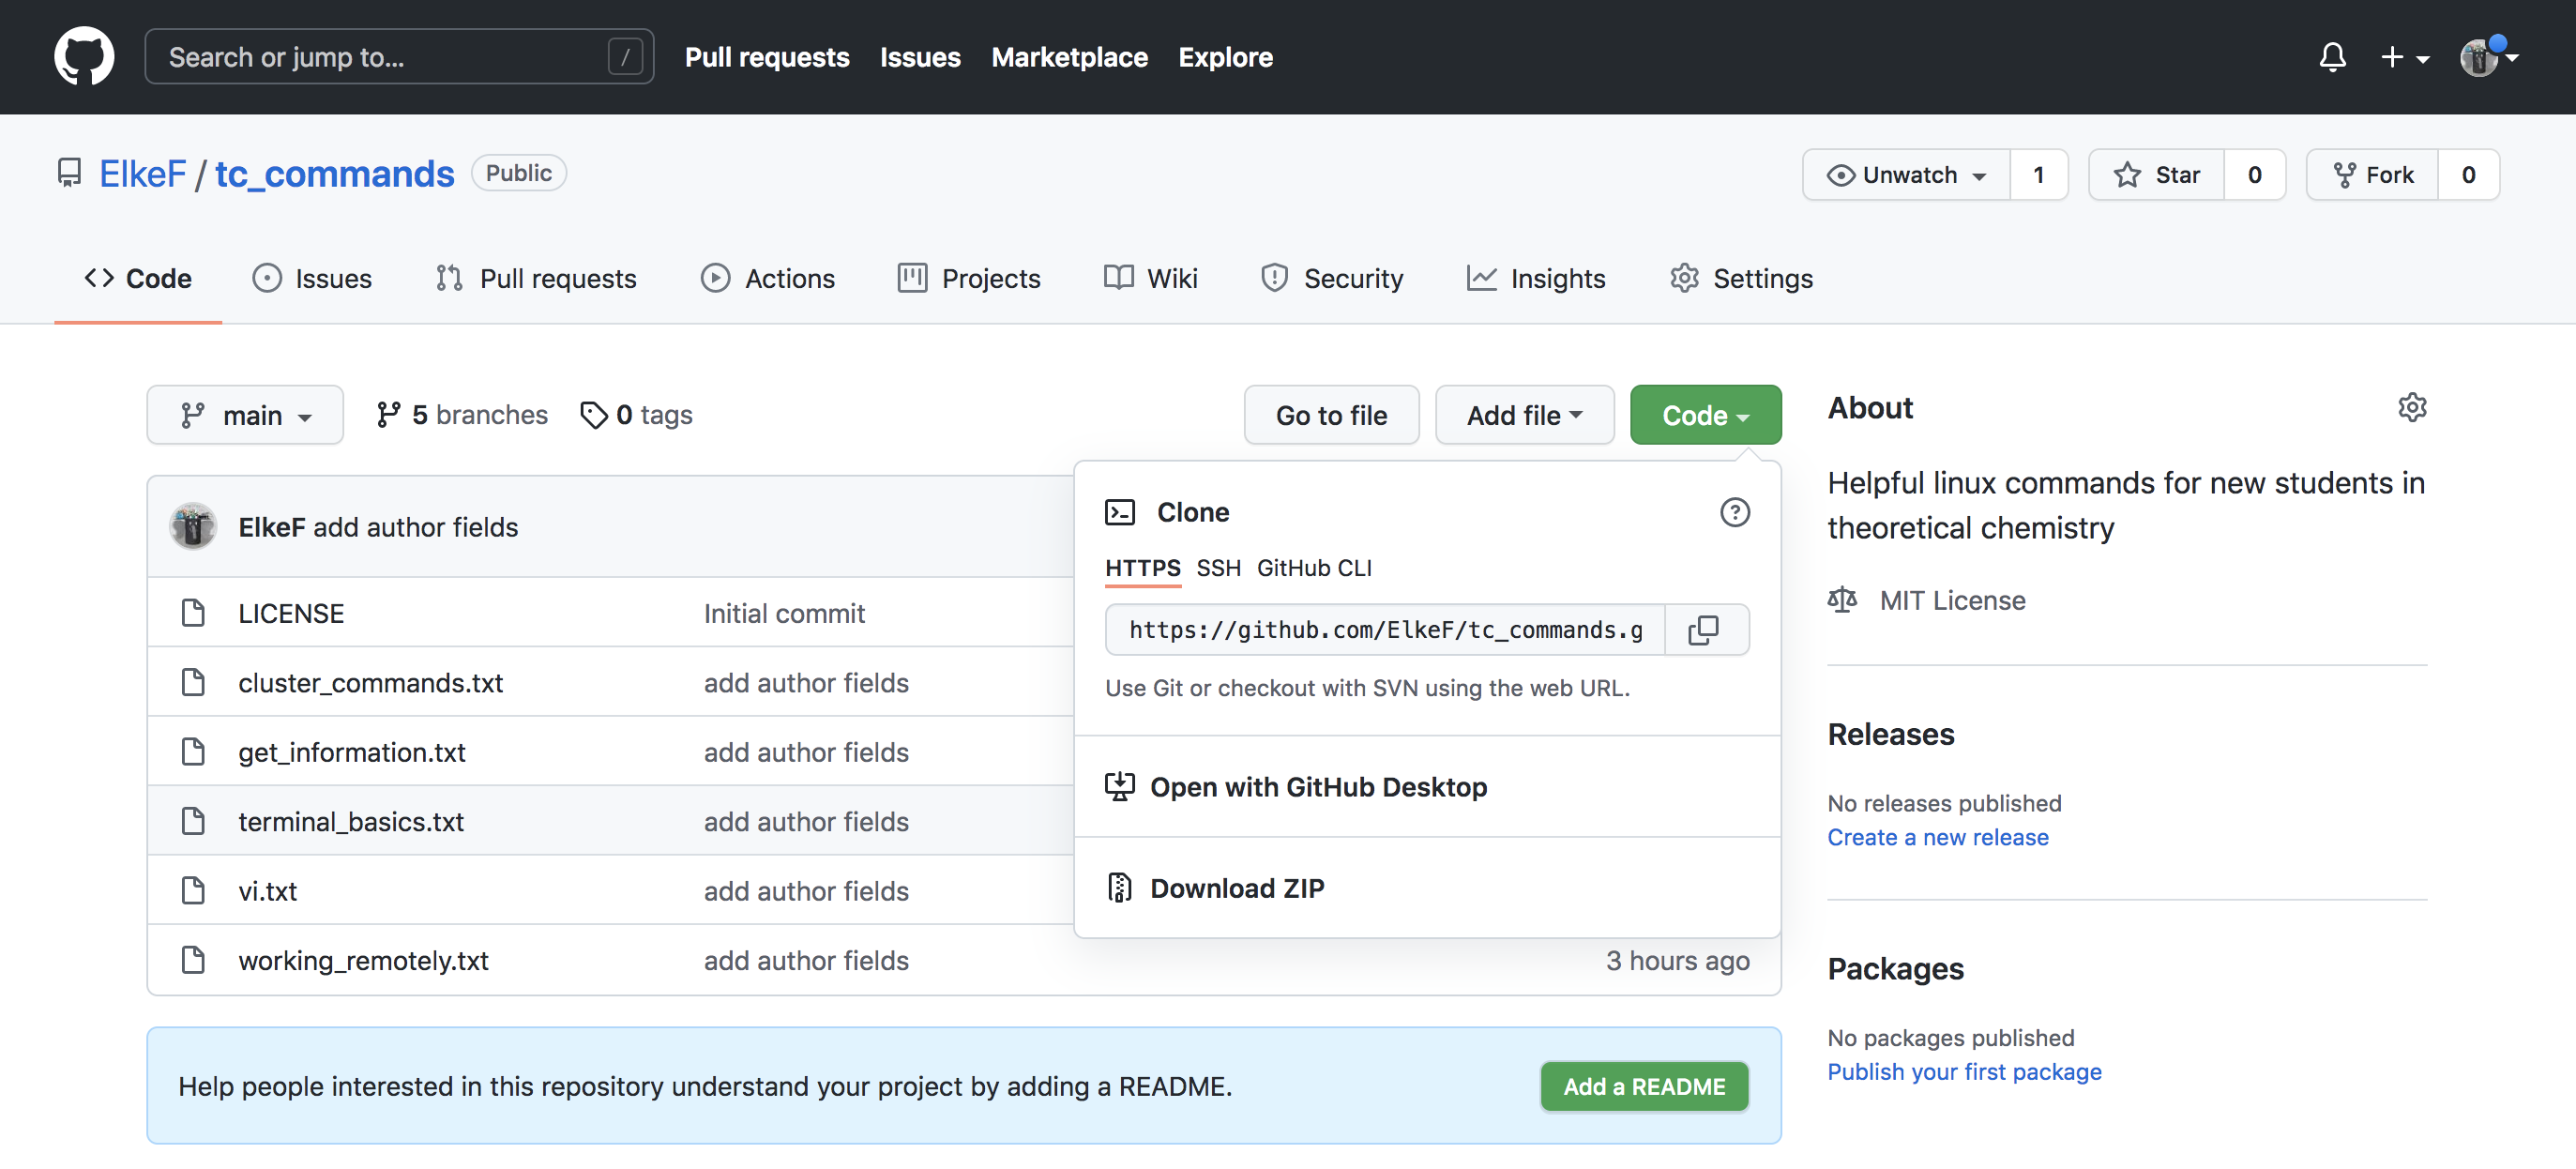 Search or jump to... /
Pull requests Issues Marketplace Explore
ElkeF / tc_commands Public
Unwatch 1 Star 0 Fork 0
Code Issues Pull requests Actions Projects Wiki Security Insights Settings
main 5 branches 0 tags
Go to file Add file Code
ElkeF add author fields
LICENSE Initial commit
cluster_commands.txt add author fields
get_information.txt add author fields
terminal_basics.txt add author fields
vi.txt add author fields
working_remotely.txt add author fields 3 hours ago
Clone
HTTPS SSH GitHub CLI
https://github.com/ElkeF/tc_commands.g
Use Git or checkout with SVN using the web URL.
Open with GitHub Desktop
Download ZIP
Help people interested in this repository understand your project by adding a README.
Add a README
About
Helpful linux commands for new students in
theoretical chemistry
MIT License
Releases
No releases published
Create a new release
Packages
No packages published
Publish your first package